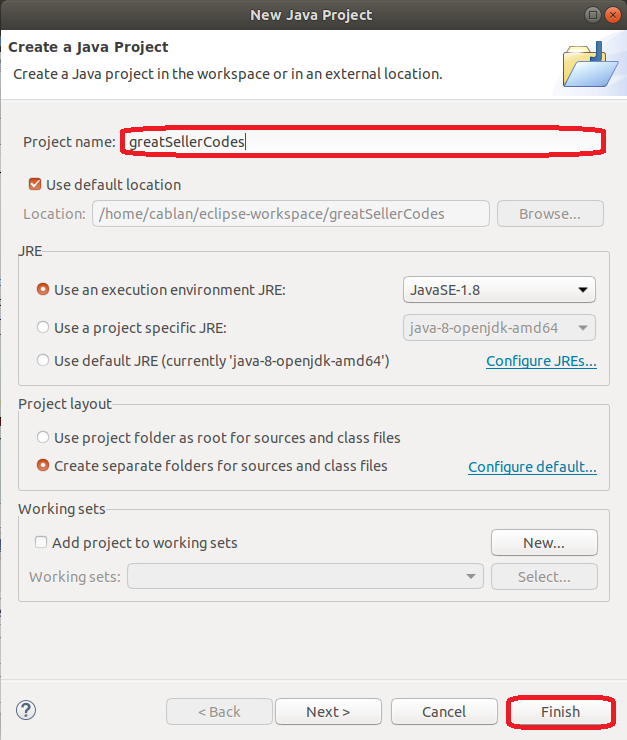 New Java Project
Create a Java Project
Create a Java project in the workspace or in an external location.
Project name: greatSellerCodes
Use default location
Location: /home/cablan/eclipse-workspace/greatSellerCodes Browse...
JRE
Use an execution environment JRE: JavaSE-1.8
Use a project specific JRE: java-8-openjdk-amd64
Use default JRE (currently 'java-8-openjdk-amd64') Configure JREs...
Project layout
Use project folder as root for sources and class files
Create separate folders for sources and class files Configure default...
Working sets
Add project to working sets New...
Working sets: Select...
? < Back Next > Cancel Finish